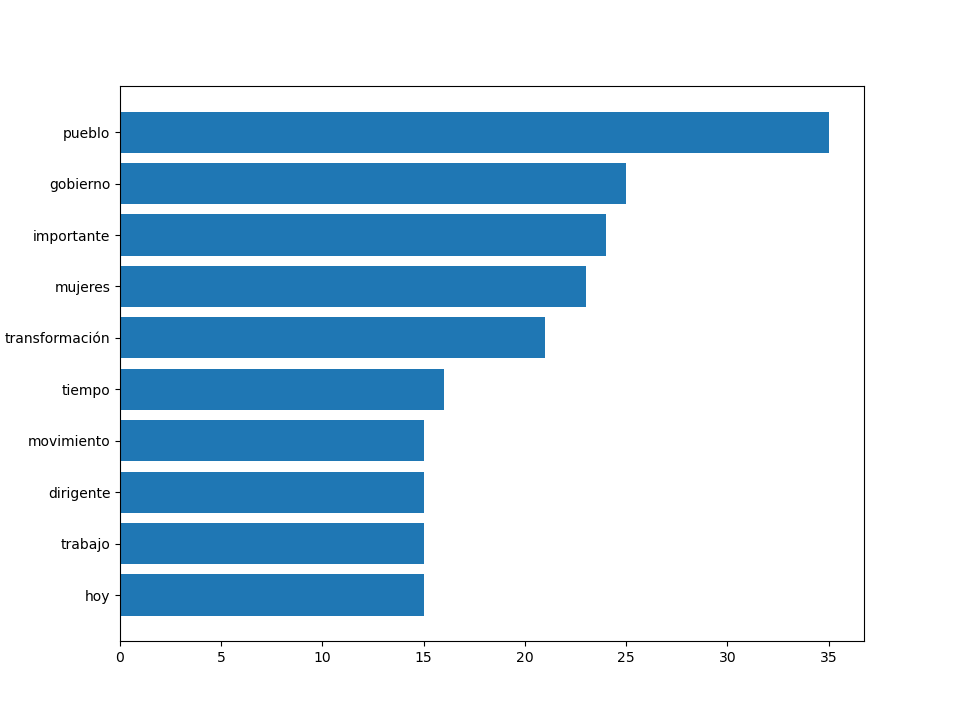 pueblo
gobierno
importante
mujeres
transformación
tiempo
movimiento
dirigente
trabajo
hoy
0 5 10 15 20 25 30 35